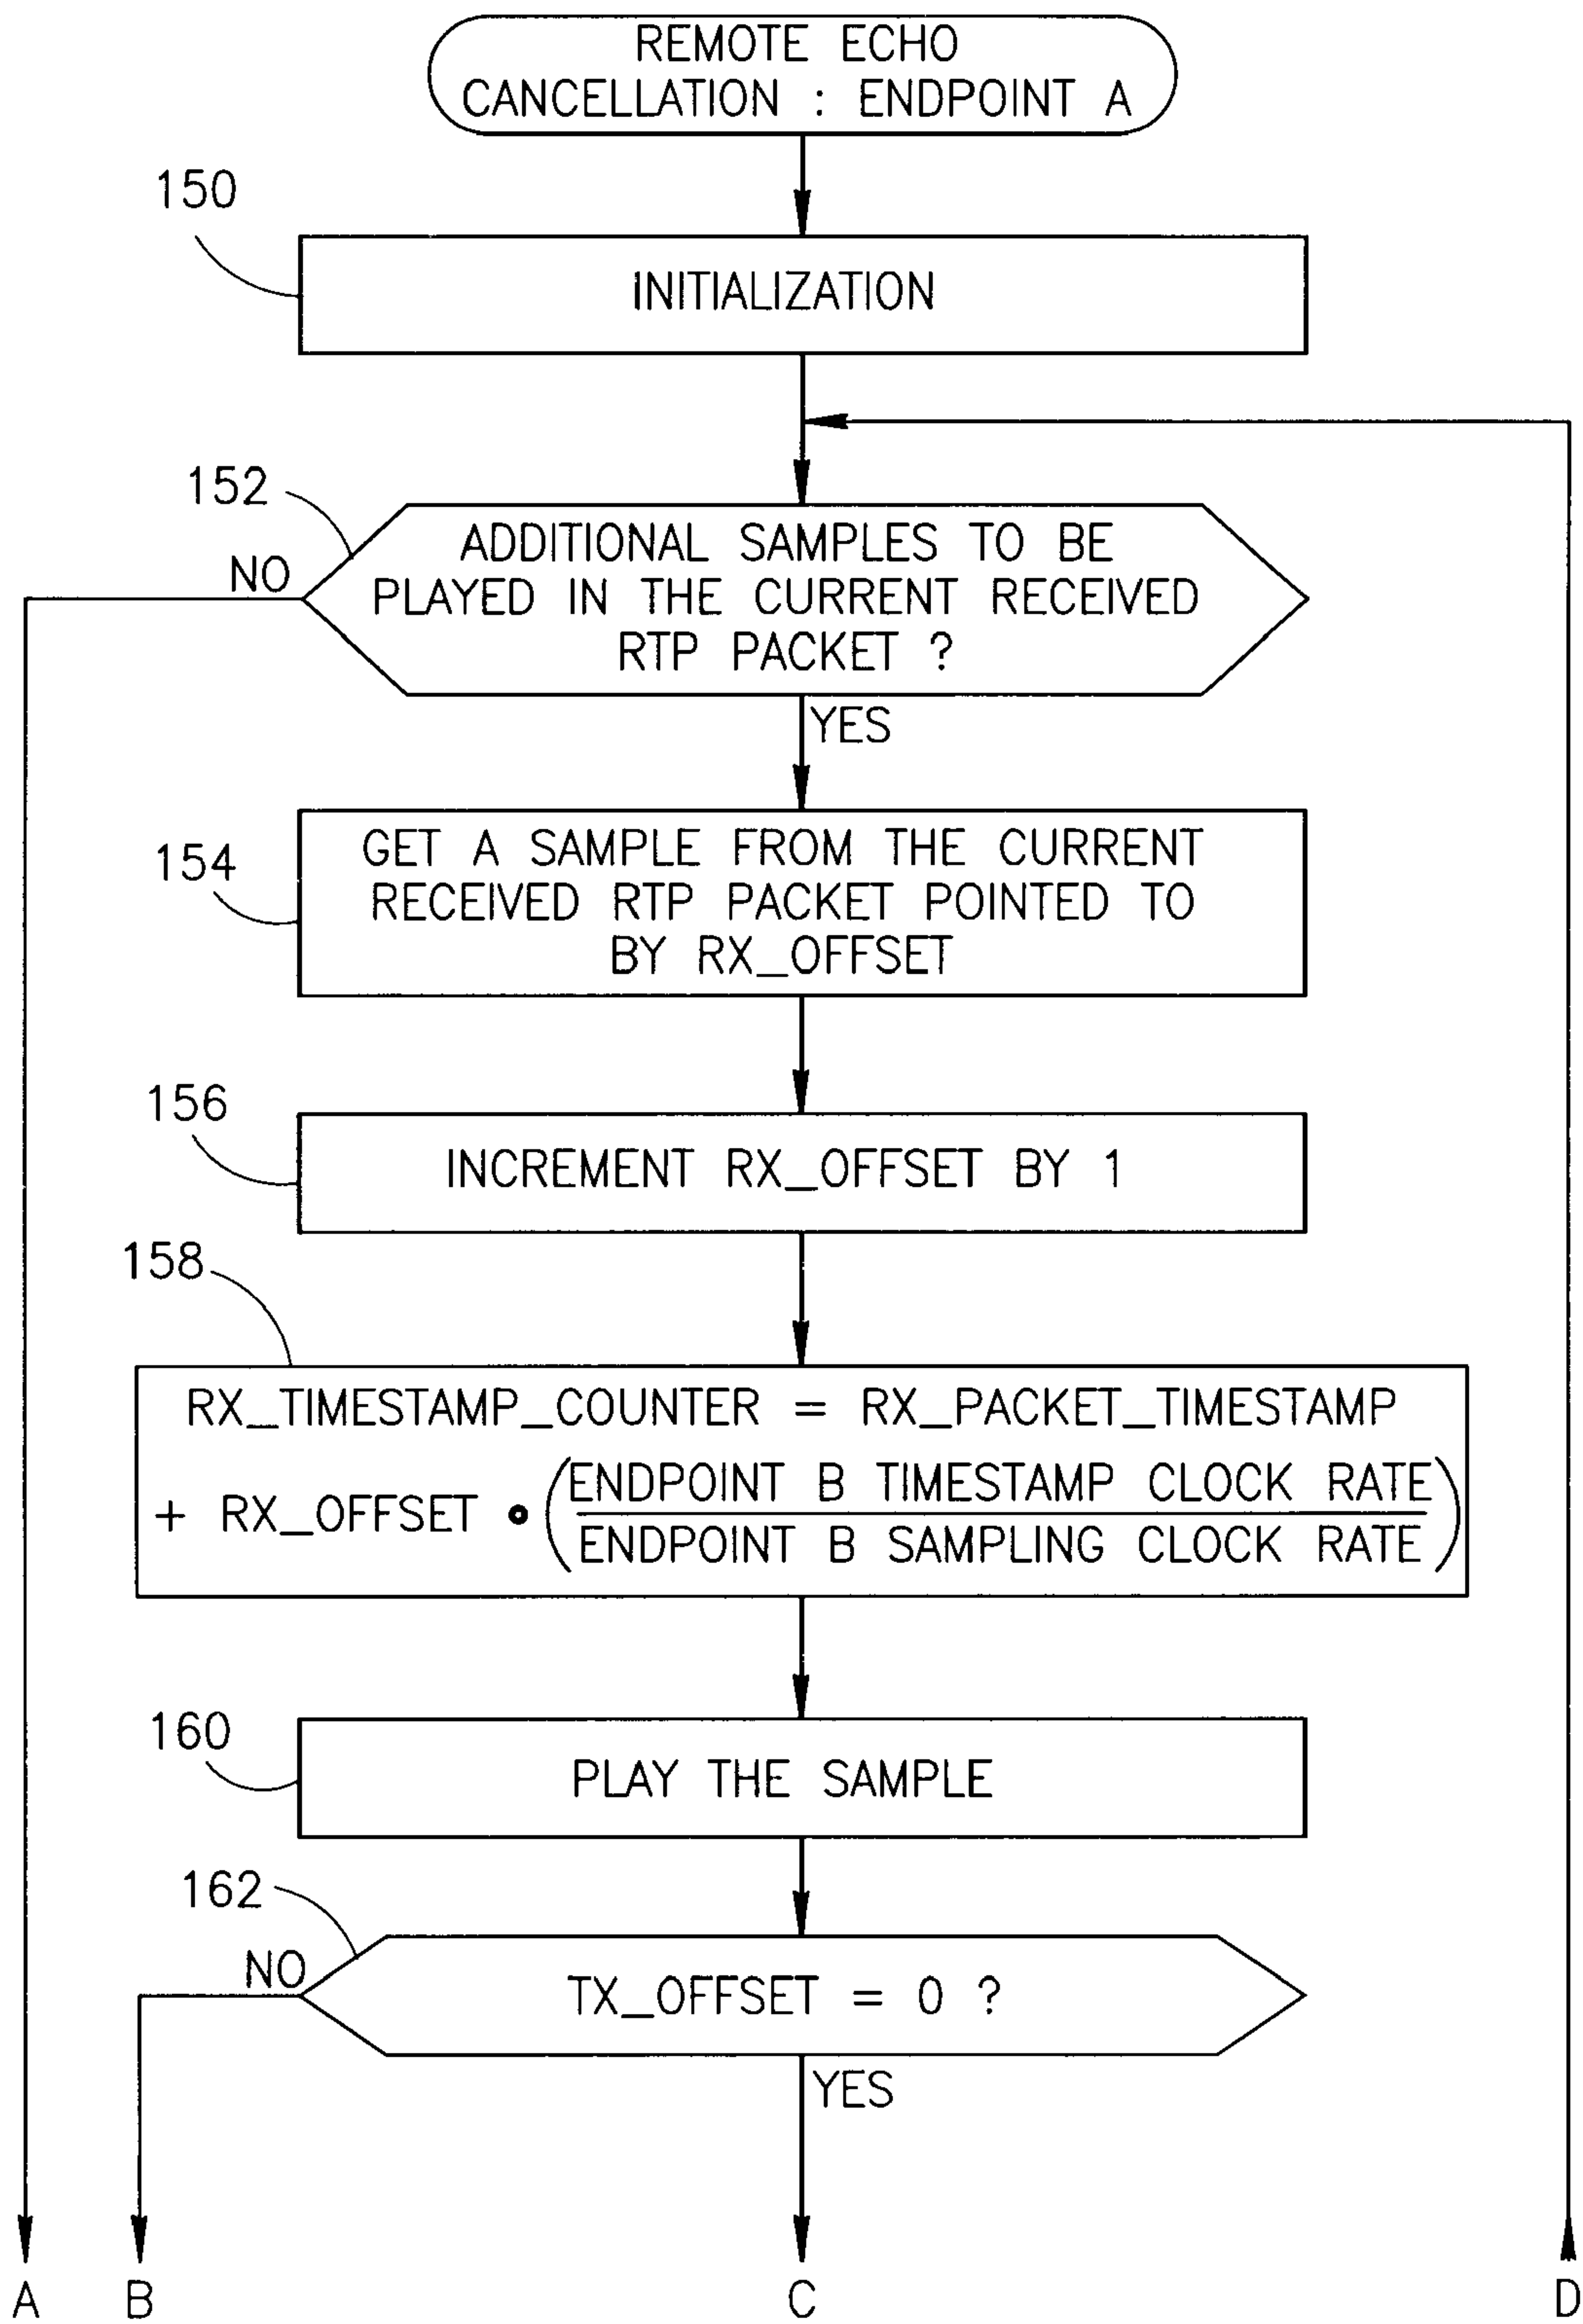 REMOTE ECHO
CANCELLATION : ENDPOINT A
150
INITIALIZATION
152
NO
ADDITIONAL SAMPLES TO BE
PLAYED IN THE CURRENT RECEIVED
RTP PACKET ?
YES
154
GET A SAMPLE FROM THE CURRENT
RECEIVED RTP PACKET POINTED TO
BY RX_OFFSET
156
INCREMENT RX_OFFSET BY 1
158
RX_TIMESTAMP_COUNTER = RX_PACKET_TIMESTAMP
+ RX_OFFSET • (ENDPOINT B TIMESTAMP CLOCK RATE
ENDPOINT B SAMPLING CLOCK RATE)
160
PLAY THE SAMPLE
162
NO
TX_OFFSET = 0 ?
YES
A B C D